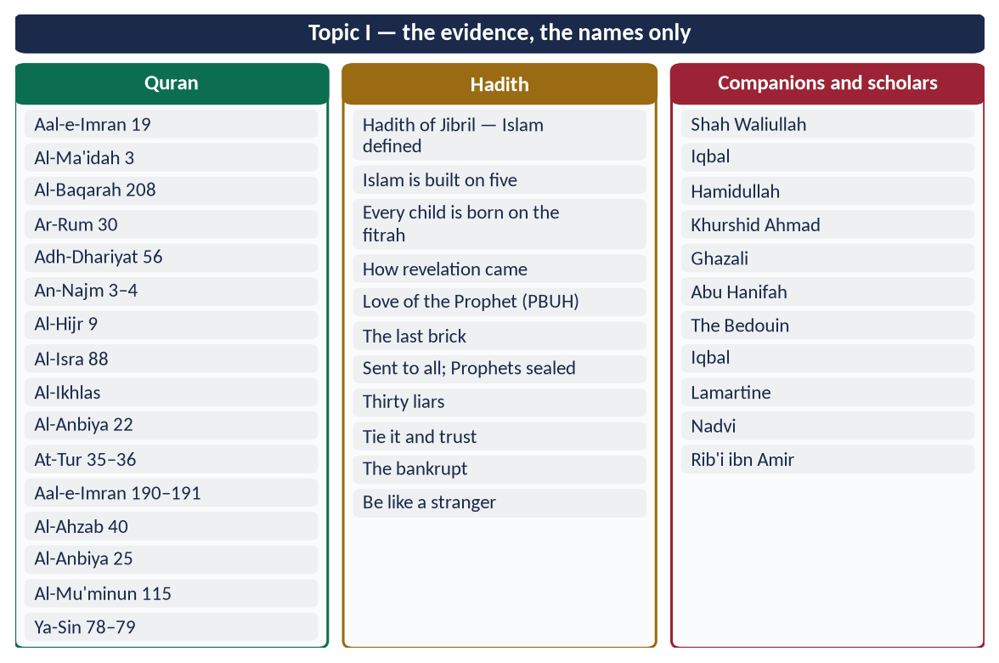 Topic I — the evidence, the names only
Quran
Aal-e-Imran 19
Al-Ma'idah 3
Al-Baqarah 208
Ar-Rum 30
Adh-Dhariyat 56
An-Najm 3–4
Al-Hijr 9
Al-Isra 88
Al-Ikhlas
Al-Anbiya 22
At-Tur 35–36
Aal-e-Imran 190–191
Al-Ahzab 40
Al-Anbiya 25
Al-Mu'minun 115
Ya-Sin 78–79
Hadith
Hadith of Jibril — Islam
defined
Islam is built on five
Every child is born on the
fitrah
How revelation came
Love of the Prophet (PBUH)
The last brick
Sent to all; Prophets sealed
Thirty liars
Tie it and trust
The bankrupt
Be like a stranger
Companions and scholars
Shah Waliullah
Iqbal
Hamidullah
Khurshid Ahmad
Ghazali
Abu Hanifah
The Bedouin
Iqbal
Lamartine
Nadvi
Rib'i ibn Amir